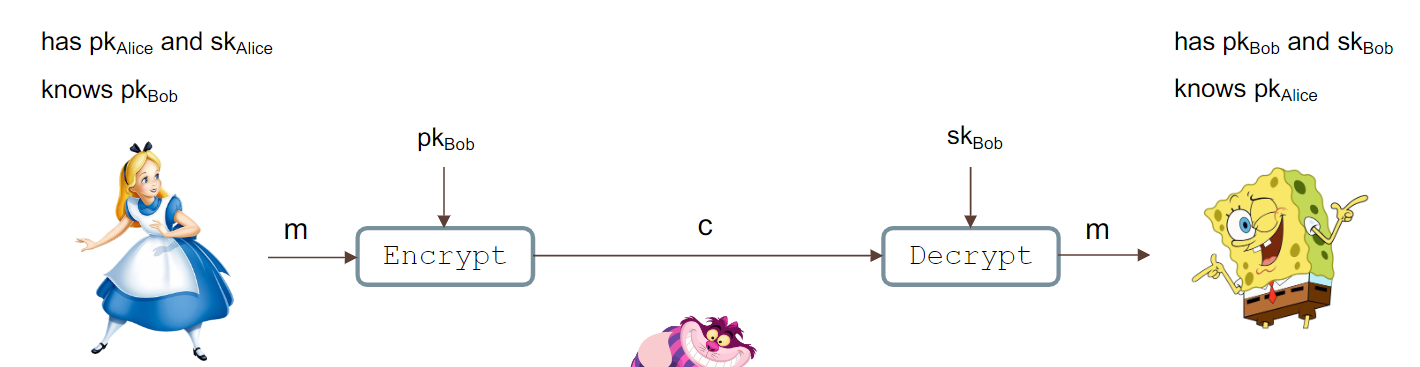 has pkAlice and skAlice
knows pkBob
has pkBob and skBob
knows pkAlice
pkBob
skBob
m
Encrypt
c
Decrypt
m